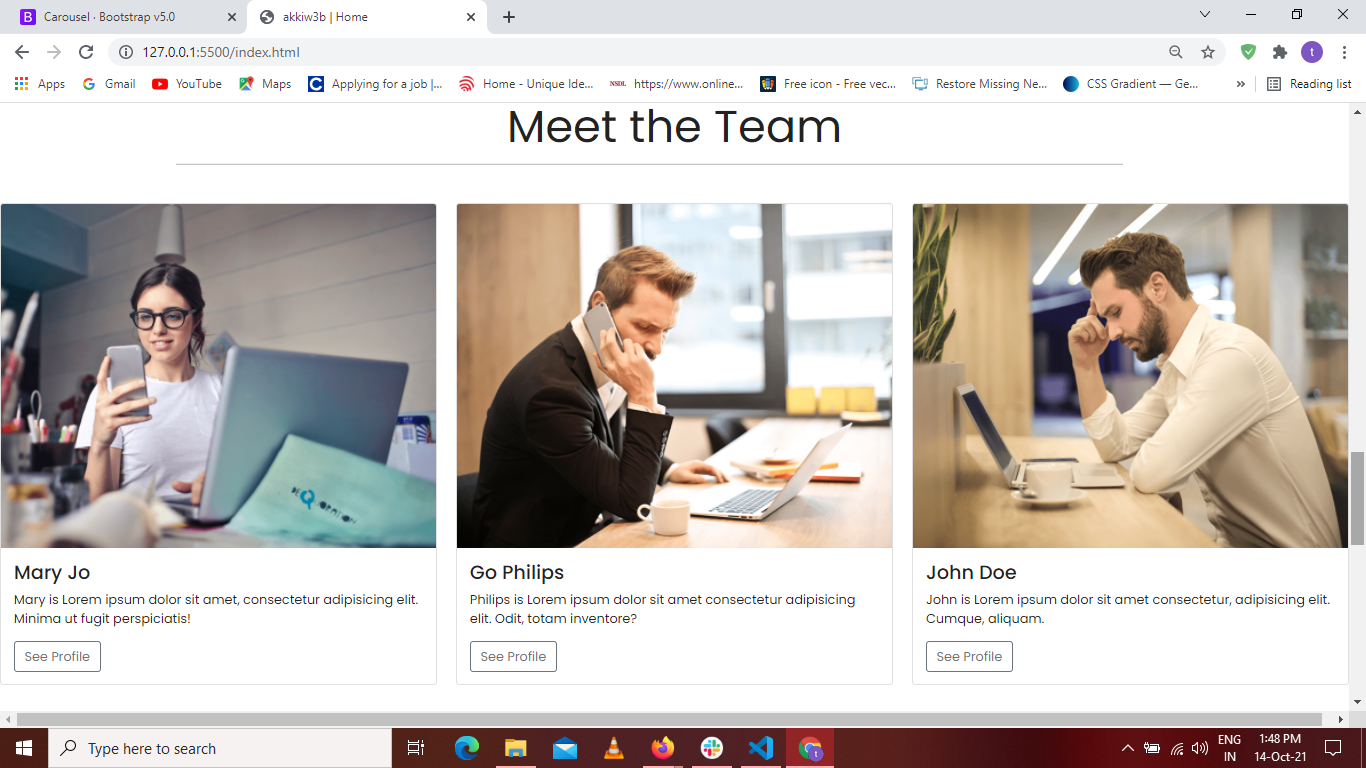 Carousel · Bootstrap v5.0
akkiw3b | Home
127.0.0.1:5500/index.html
t
Apps
Gmail
YouTube
Maps
Applying for a job |...
Home - Unique Ide...
NSDL
https://www.online...
Free icon - Free vec...
Restore Missing Ne...
CSS Gradient — Ge...
»
Reading list
Meet the Team
Mary Jo
Mary is Lorem ipsum dolor sit amet, consectetur adipisicing elit.
Minima ut fugit perspiciatis!
See Profile
Go Philips
Philips is Lorem ipsum dolor sit amet consectetur adipisicing
elit. Odit, totam inventore?
See Profile
John Doe
John is Lorem ipsum dolor sit amet consectetur, adipisicing elit.
Cumque, aliquam.
See Profile
Type here to search
ENG
IN
1:48 PM
14-Oct-21